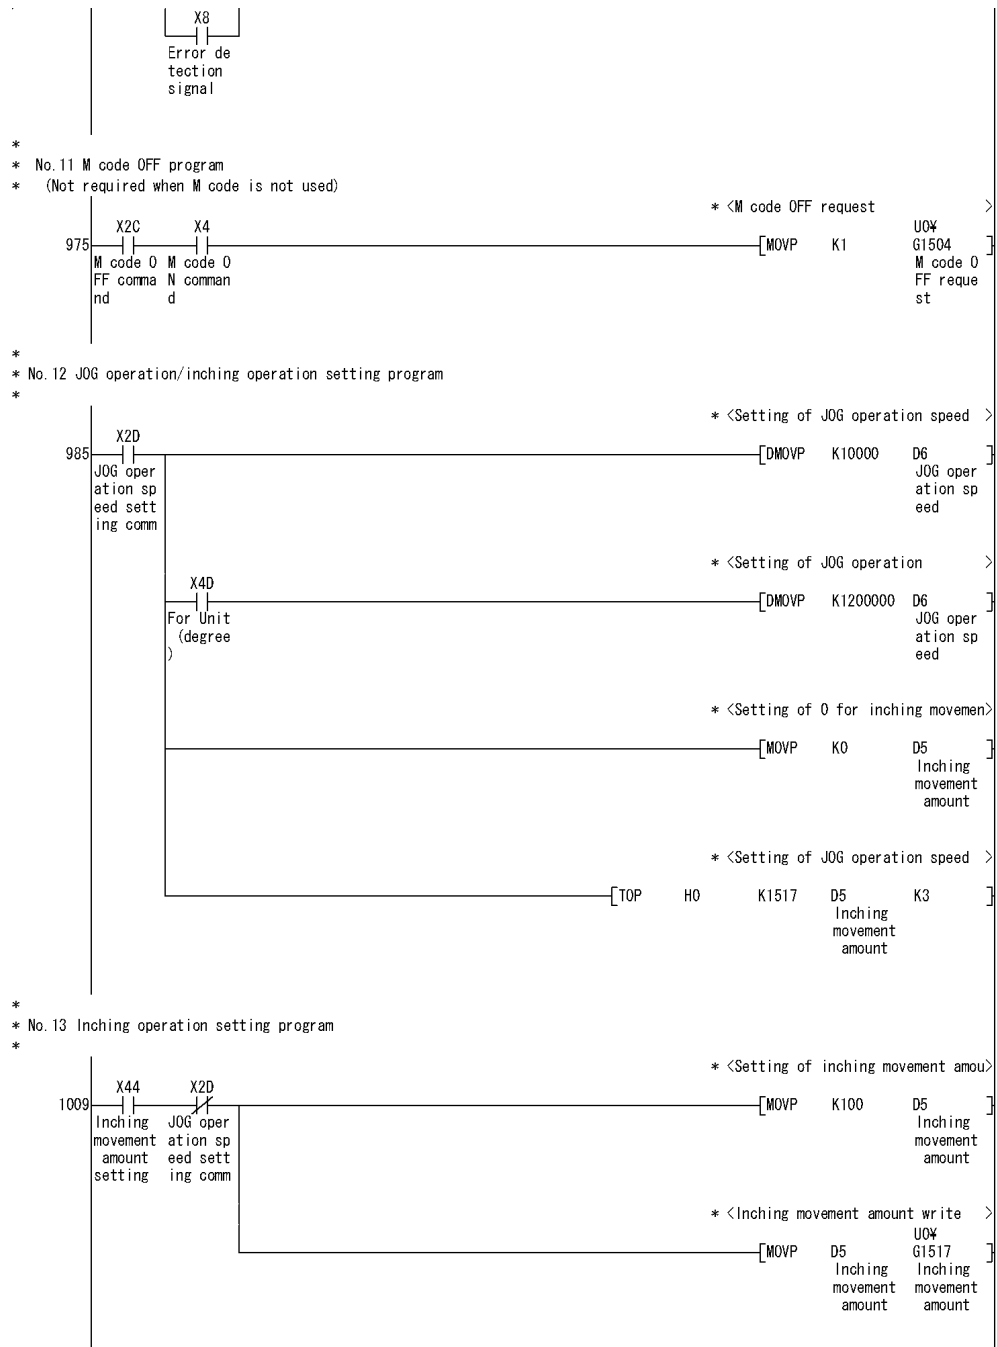 X8
Error de
tection
signal
*
* No.11 M code OFF program
* (Not required when M code is not used)
* <M code OFF request >
X2C X4 U0¥
975 [MOVP K1 G1504 ]
M code O M code O M code O
FF comma N comman FF reque
nd d st
*
* No.12 JOG operation/inching operation setting program
*
* <Setting of JOG operation speed >
X2D
985 [DMOVP K10000 D6 ]
JOG oper JOG oper
ation sp ation sp
eed sett eed
ing comm
* <Setting of JOG operation >
X4D
[DMOVP K1200000 D6 ]
For Unit JOG oper
(degree ation sp
) eed
* <Setting of 0 for inching movemen>
[MOVP K0 D5 ]
Inching
movement
amount
* <Setting of JOG operation speed >
[TOP H0 K1517 D5 K3 ]
Inching
movement
amount
*
* No.13 Inching operation setting program
*
* <Setting of inching movement amou>
X44 X2D
1009 [MOVP K100 D5 ]
Inching JOG oper Inching
movement ation sp movement
amount eed sett amount
setting ing comm
* <Inching movement amount write >
U0¥
[MOVP D5 G1517 ]
Inching Inching
movement movement
amount amount